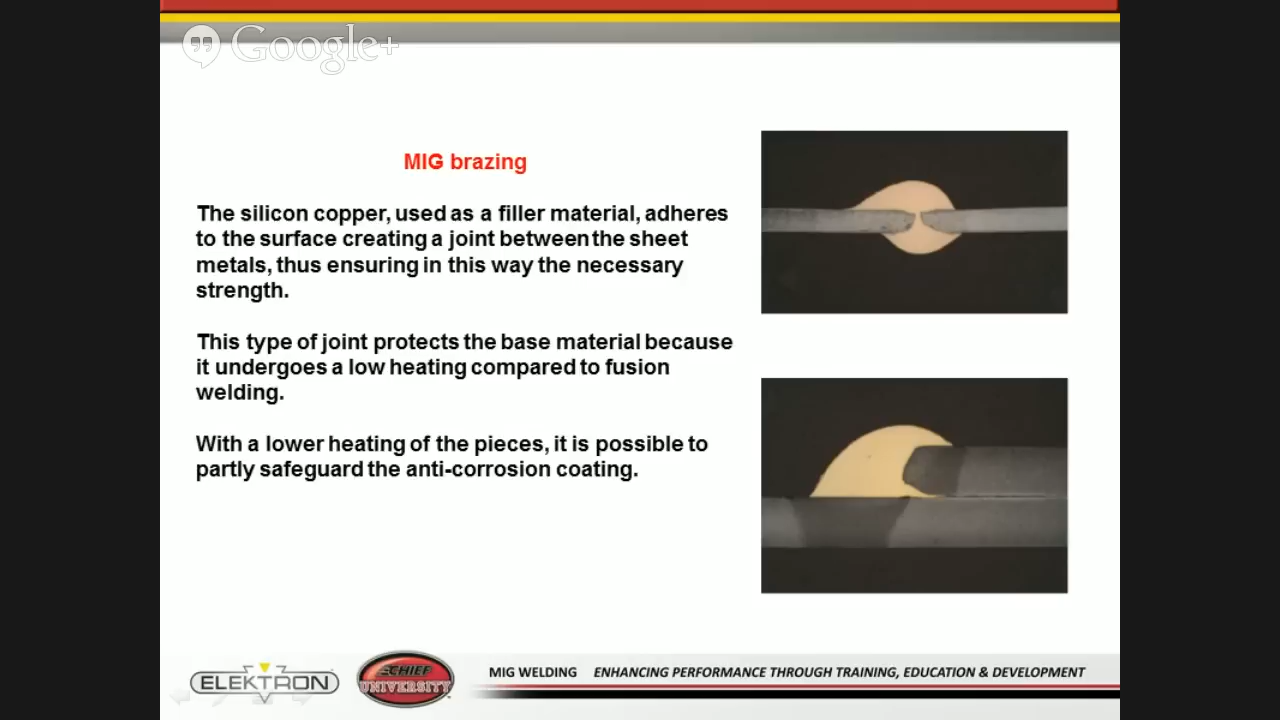 Google+
MIG brazing
The silicon copper, used as a filler material, adheres
to the surface creating a joint between the sheet
metals, thus ensuring in this way the necessary
strength.
This type of joint protects the base material because
it undergoes a low heating compared to fusion
welding.
With a lower heating of the pieces, it is possible to
partly safeguard the anti-corrosion coating.
ELEKTRON
CHIEF
UNIVERSITY
MIG WELDING ENHANCING PERFORMANCE THROUGH TRAINING, EDUCATION & DEVELOPMENT